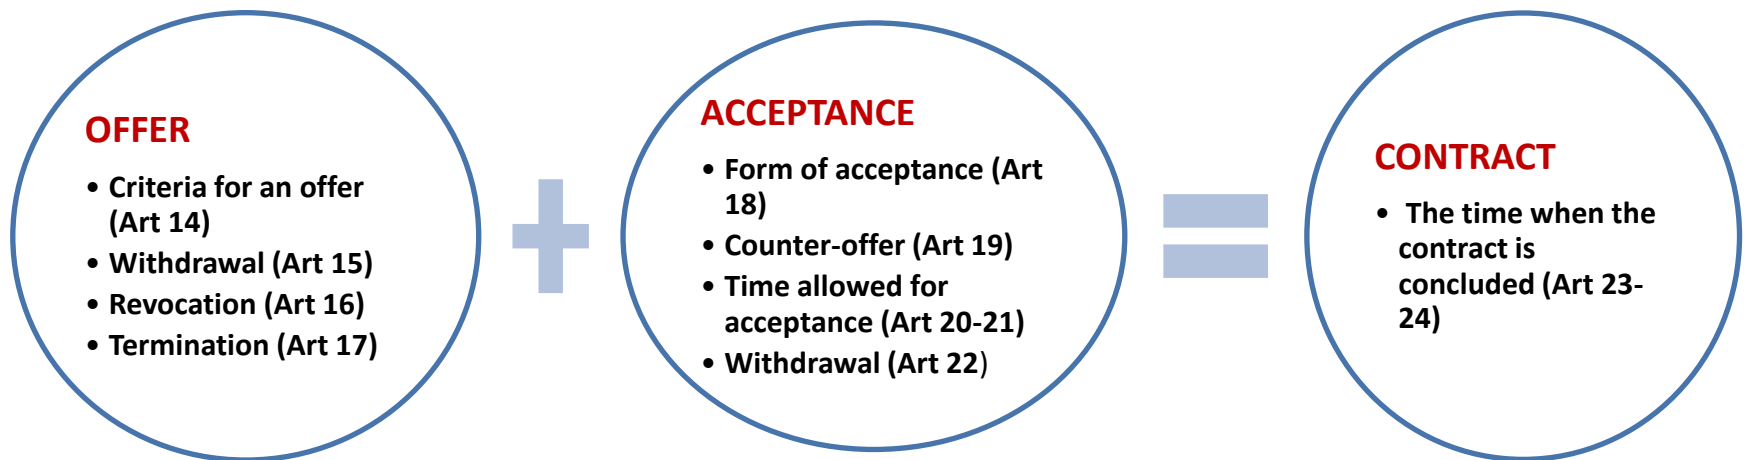 OFFER
• Criteria for an offer
(Art 14)
• Withdrawal (Art 15)
• Revocation (Art 16)
• Termination (Art 17)
ACCEPTANCE
• Form of acceptance (Art
18)
• Counter-offer (Art 19)
• Time allowed for
acceptance (Art 20-21)
• Withdrawal (Art 22)
CONTRACT
• The time when the
contract is
concluded (Art 23-
24)